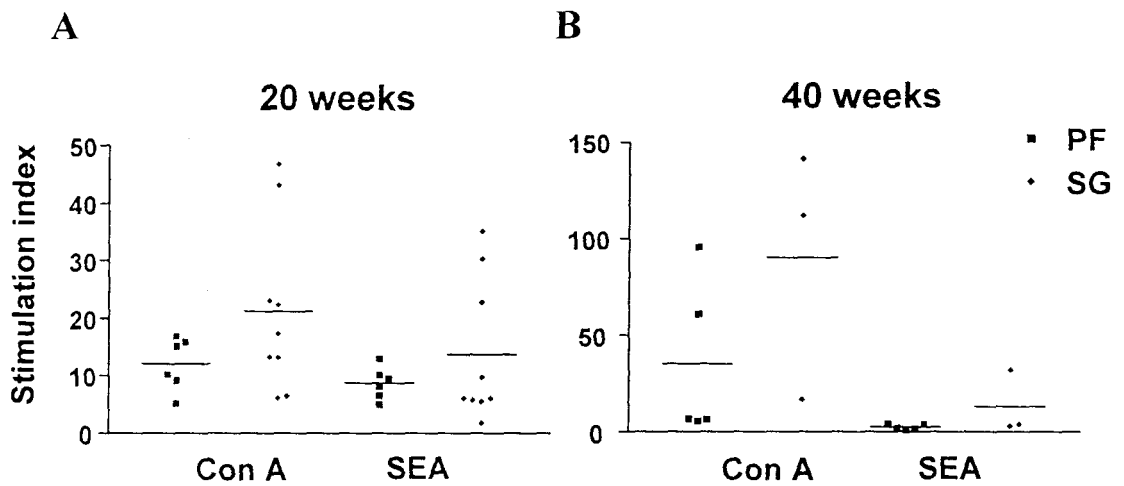 A
B
20 weeks
40 weeks
Stimulation index
50
40
30
20
10
0
Con A
SEA
150
100
50
0
Con A
SEA
PF
SG